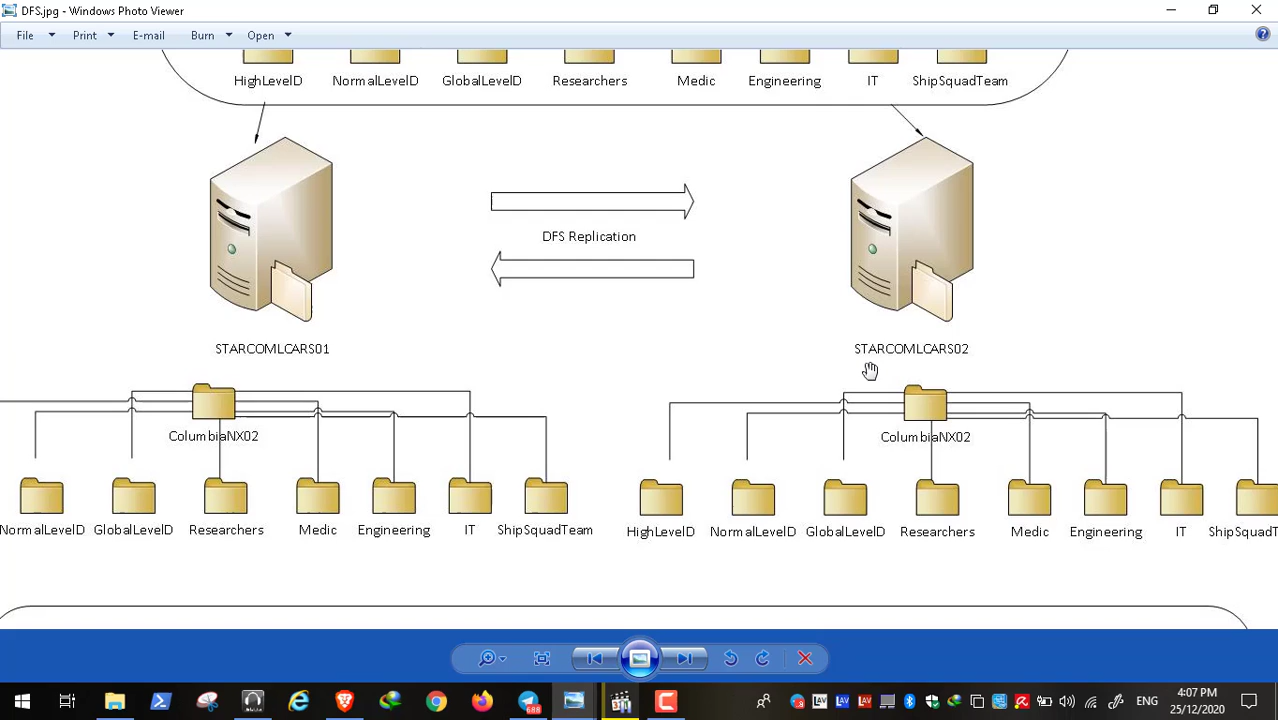 DFS.jpg - Windows Photo Viewer
File Print E-mail Burn Open
HighLevelD NormalLevelD GlobalLevelD Researchers Medic Engineering IT ShipSquadTeam
DFS Replication
STARCOMLCARS01 STARCOMLCARS02
ColumbiaNX02 ColumbiaNX02
NormalLevelD GlobalLevelD Researchers Medic Engineering IT ShipSquadTeam HighLevelD NormalLevelD GlobalLevelD Researchers Medic Engineering IT ShipSquadT
688
ENG
4:07 PM
25/12/2020